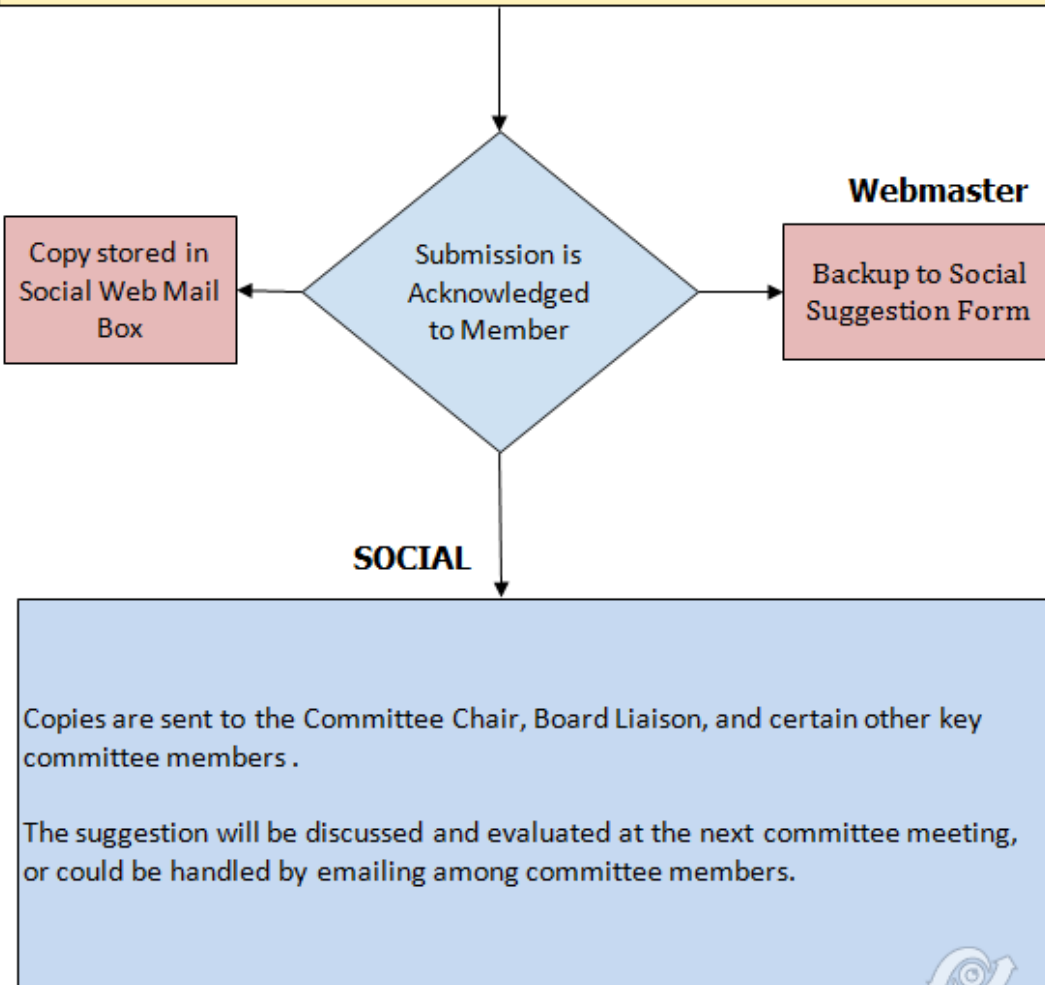 Webmaster
Copy stored in
Social Web Mail
Box
Submission is
Acknowledged
to Member
Backup to Social
Suggestion Form
SOCIAL
Copies are sent to the Committee Chair, Board Liaison, and certain other key
committee members .
The suggestion will be discussed and evaluated at the next committee meeting,
or could be handled by emailing among committee members.